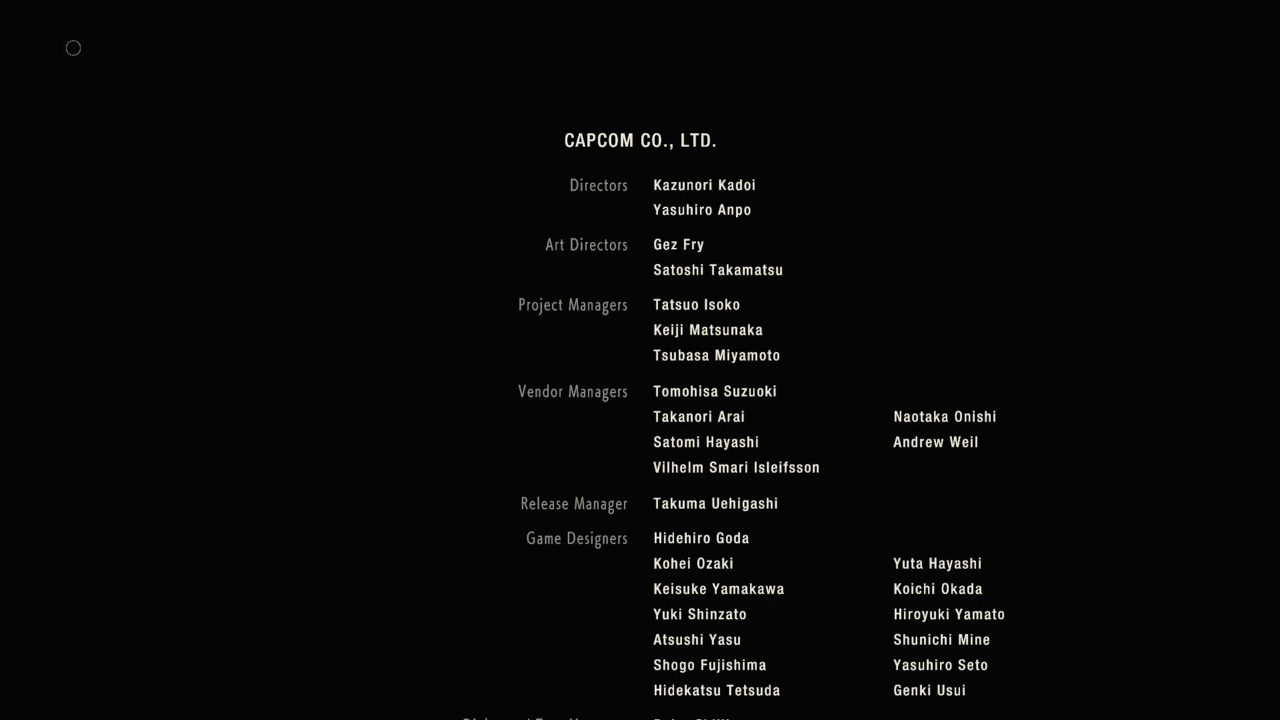 CAPCOM CO., LTD.
Directors Kazunori Kadoi
Yasuhiro Anpo
Art Directors Gez Fry
Satoshi Takamatsu
Project Managers Tatsuo Isoko
Keiji Matsunaka
Tsubasa Miyamoto
Vendor Managers Tomohisa Suzuoki
Takanori Arai Naotaka Onishi
Satomi Hayashi Andrew Weil
Vilhelm Smari Isleifsson
Release Manager Takuma Uehigashi
Game Designers Hidehiro Goda
Kohei Ozaki Yuta Hayashi
Keisuke Yamakawa Koichi Okada
Yuki Shinzato Hiroyuki Yamato
Atsushi Yasu Shunichi Mine
Shogo Fujishima Yasuhiro Seto
Hidekatsu Tetsuda Genki Usui